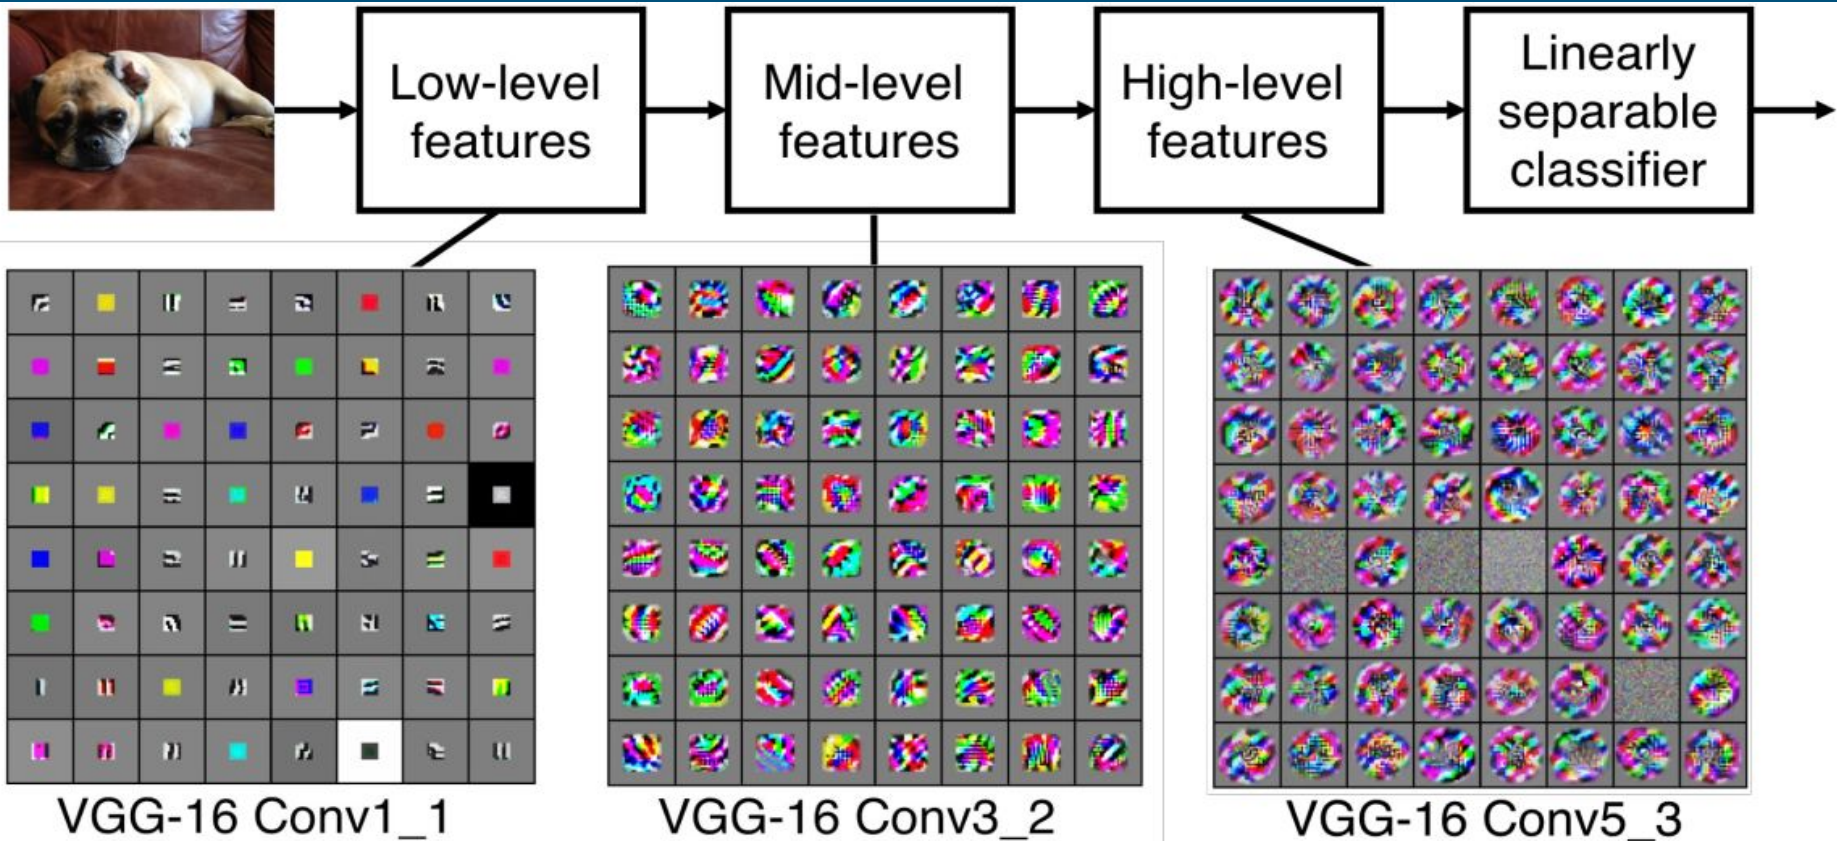 Low-level
features
Mid-level
features
High-level
features
Linearly
separable
classifier
VGG-16 Conv1_1
VGG-16 Conv3_2
VGG-16 Conv5_3